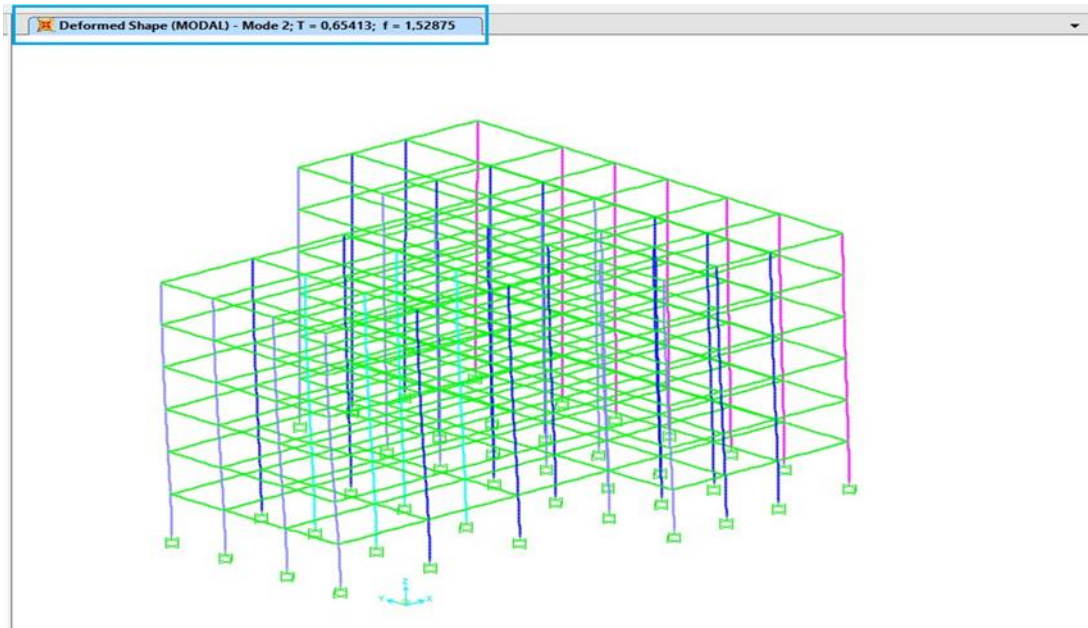 Deformed Shape (MODAL) - Mode 2; T = 0,65413; f = 1,52875
Z
Y
X